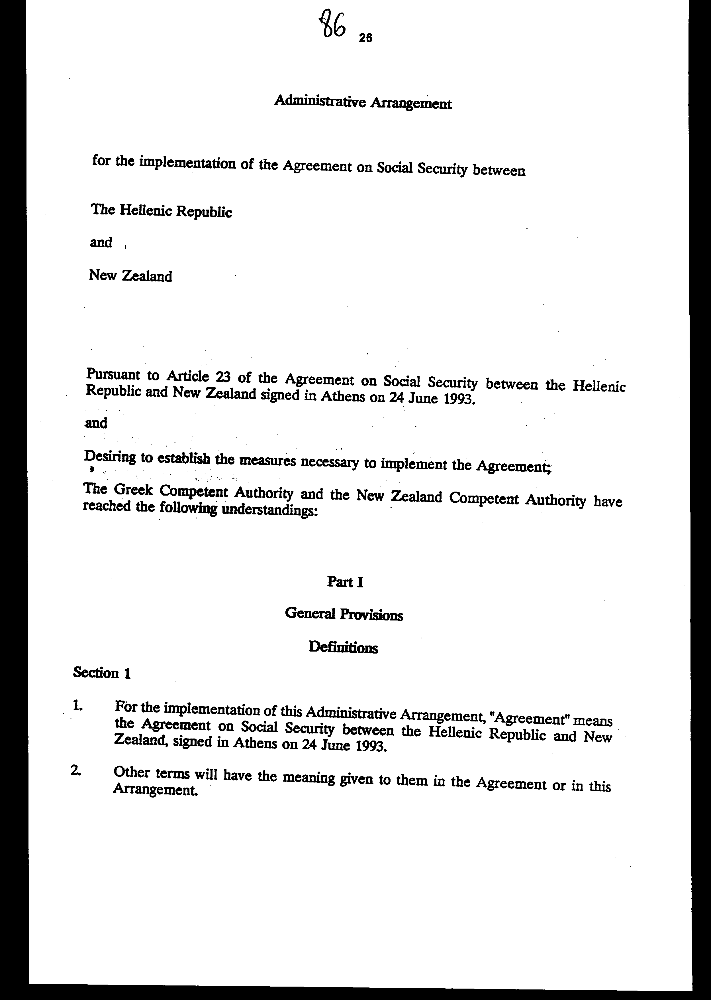 86
26
Administrative Arrangement
for the implementation of the Agreement on Social Security between
The Hellenic Republic
and
New Zealand
Pursuant to Article 23 of the Agreement on Social Security between the Hellenic
Republic and New Zealand signed in Athens on 24 June 1993.
and
Desiring to establish the measures necessary to implement the Agreement;
The Greek Competent Authority and the New Zealand Competent Authority have
reached the following understandings:
Part I
General Provisions
Definitions
Section 1
1. For the implementation of this Administrative Arrangement, "Agreement" means
the Agreement on Social Security between the Hellenic Republic and New
Zealand, signed in Athens on 24 June 1993.
2. Other terms will have the meaning given to them in the Agreement or in this
Arrangement.